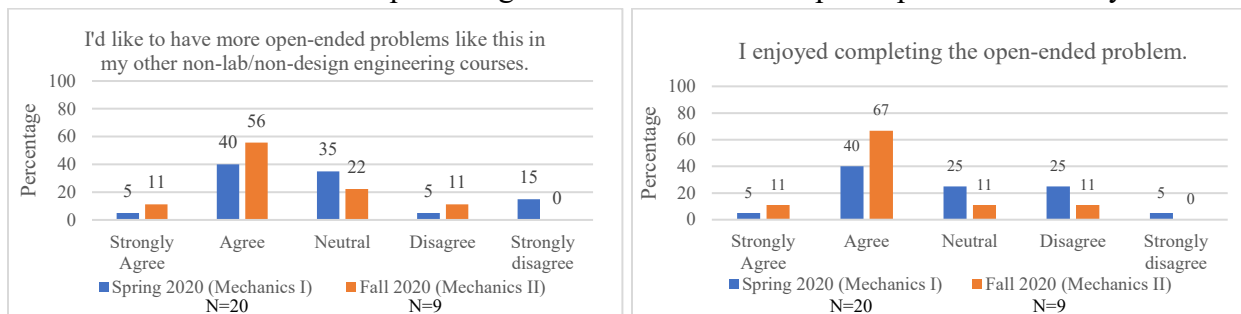 I'd like to have more open-ended problems like this in
my other non-lab/non-design engineering courses.
Percentage
100
80
60
40
20
0
5 11 40 56 35 22 5 11 15 0
Strongly Agree Agree Neutral Disagree Strongly disagree
Spring 2020 (Mechanics I) Fall 2020 (Mechanics II)
N=20 N=9
I enjoyed completing the open-ended problem.
Percentage
100
80
60
40
20
0
5 11 40 67 25 11 25 11 5 0
Strongly Agree Agree Neutral Disagree Strongly disagree
Spring 2020 (Mechanics I) Fall 2020 (Mechanics II)
N=20 N=9